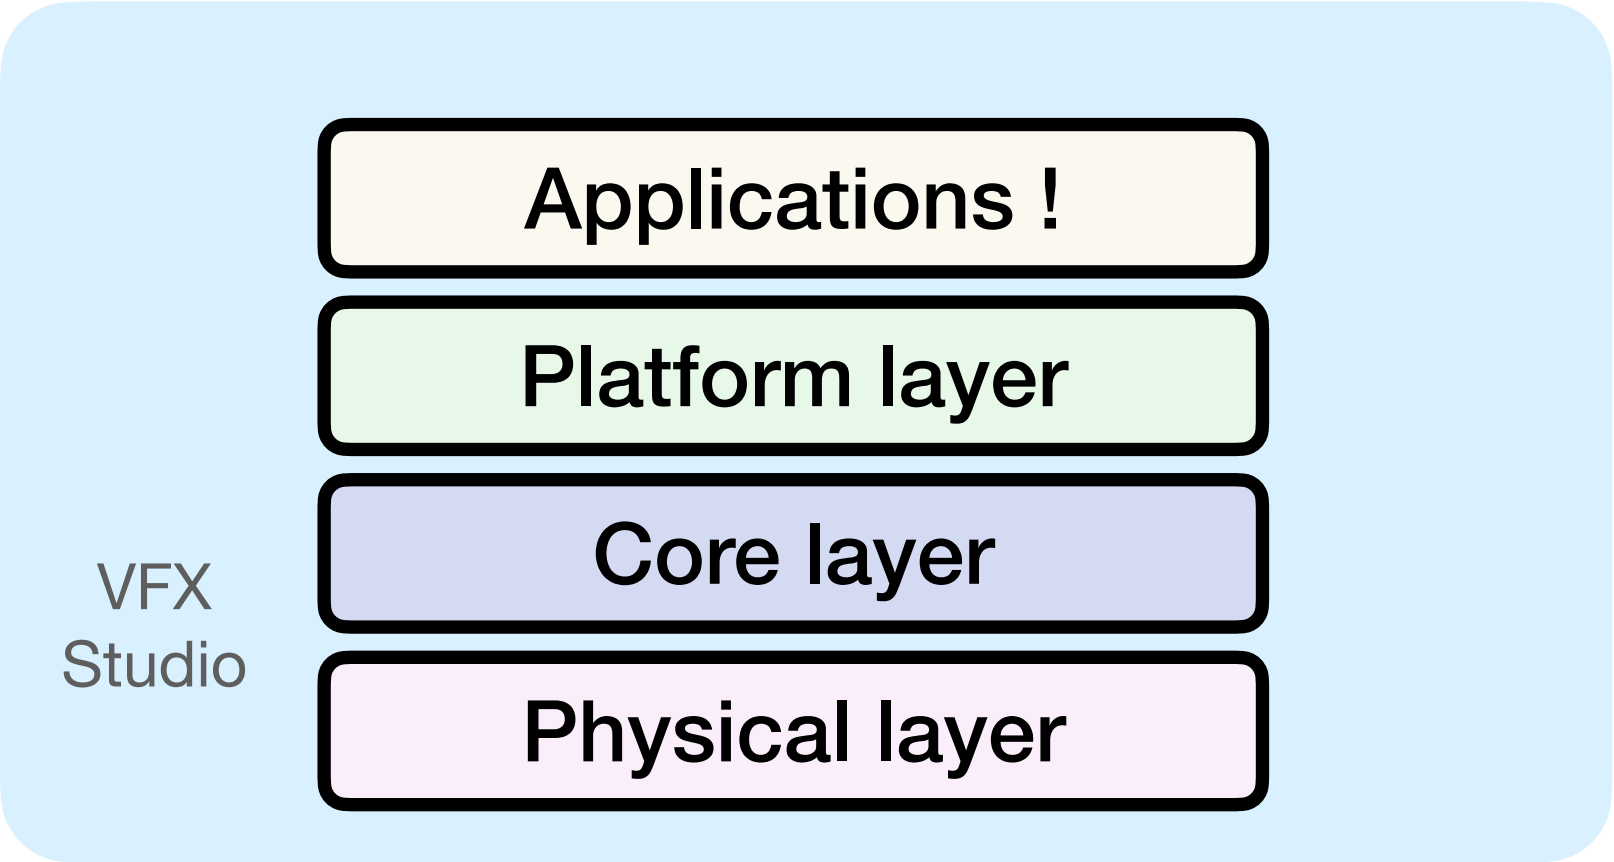 Applications !
Platform layer
Core layer
VFX
Studio
Physical layer